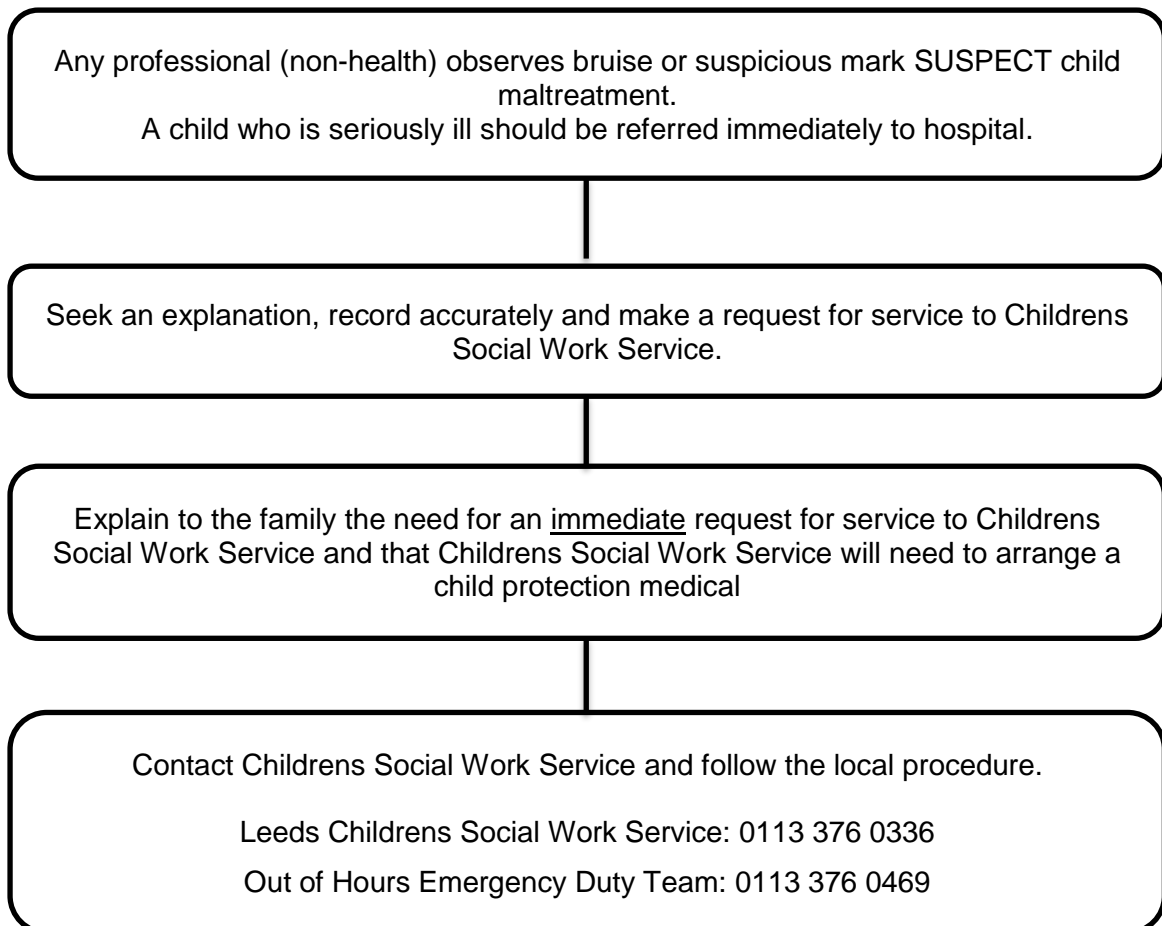 Any professional (non-health) observes bruise or suspicious mark SUSPECT child
maltreatment.
A child who is seriously ill should be referred immediately to hospital.
Seek an explanation, record accurately and make a request for service to Childrens
Social Work Service.
Explain to the family the need for an immediate request for service to Childrens
Social Work Service and that Childrens Social Work Service will need to arrange a
child protection medical
Contact Childrens Social Work Service and follow the local procedure.
Leeds Childrens Social Work Service: 0113 376 0336
Out of Hours Emergency Duty Team: 0113 376 0469